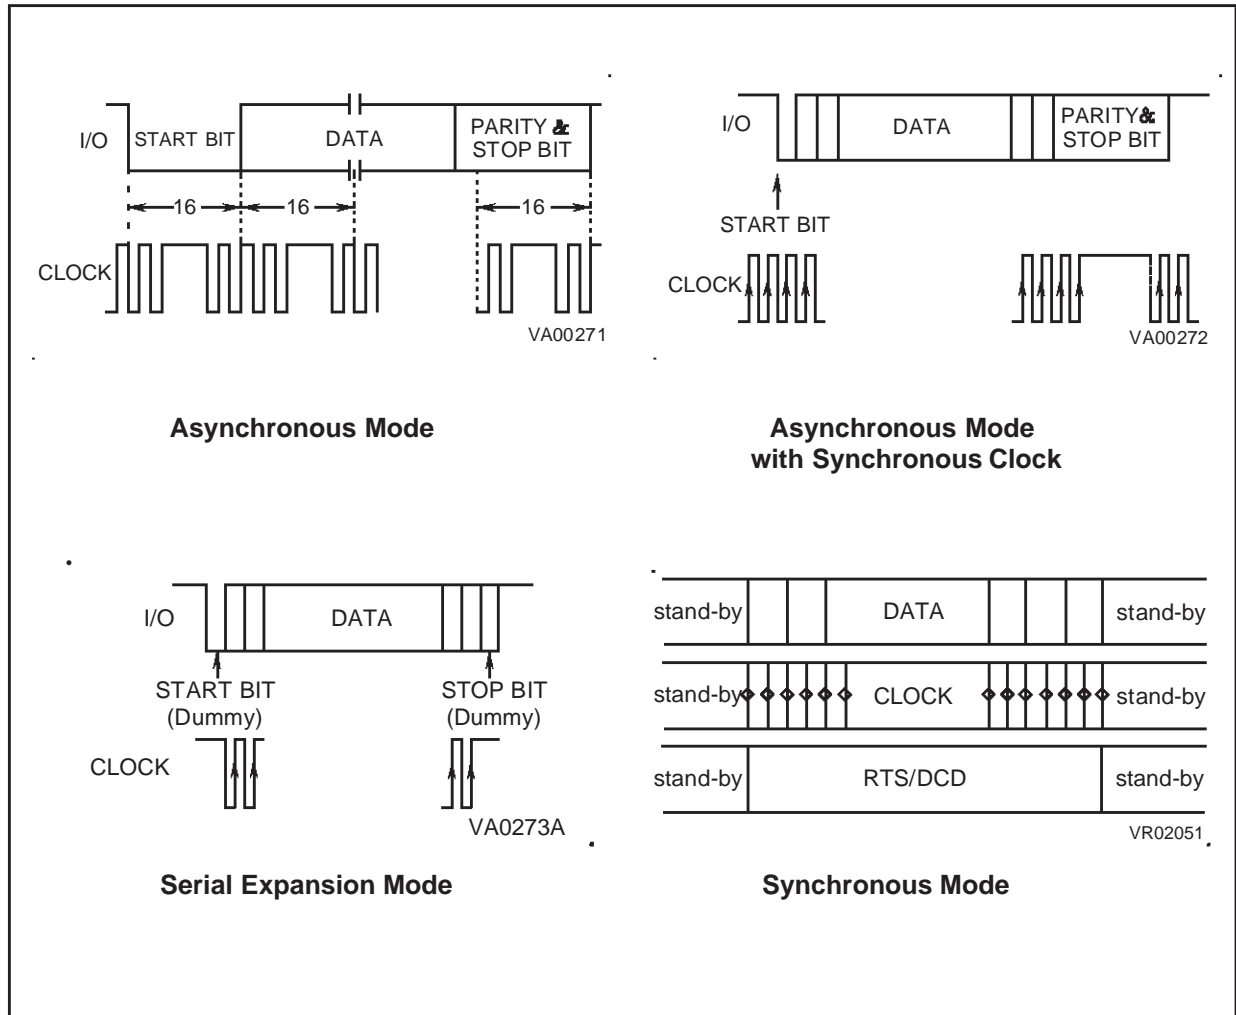 I/O
START BIT
DATA
PARITY &
STOP BIT
16
16
16
CLOCK
VA00271
Asynchronous Mode
I/O
DATA
PARITY&
STOP BIT
START BIT
CLOCK
VA00272
Asynchronous Mode
with Synchronous Clock
I/O
DATA
START BIT
(Dummy)
STOP BIT
(Dummy)
CLOCK
VA0273A
Serial Expansion Mode
stand-by
DATA
stand-by
stand-by
CLOCK
stand-by
stand-by
RTS/DCD
stand-by
VR02051
Synchronous Mode